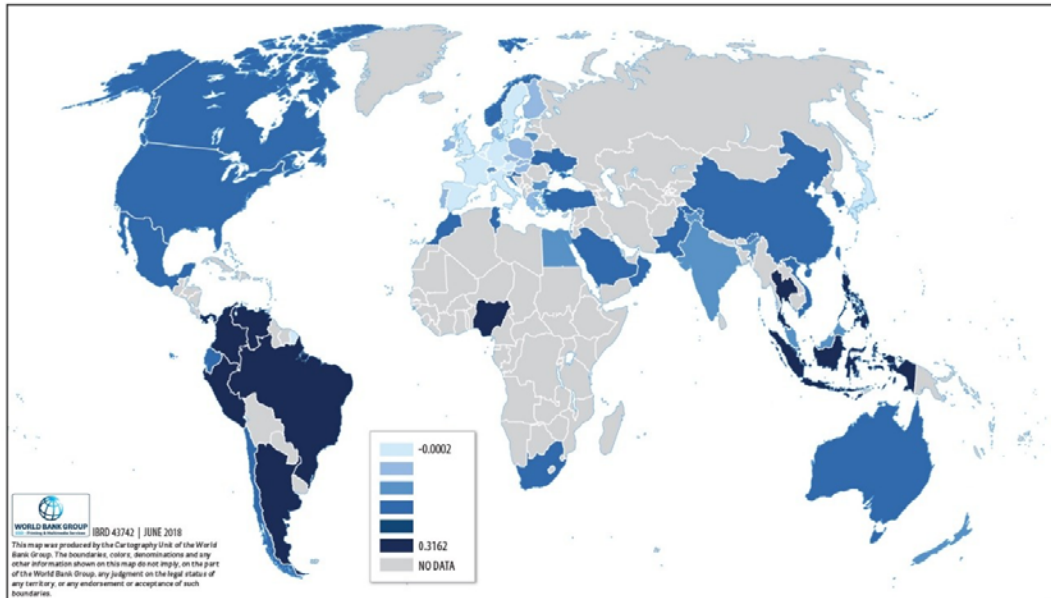 -0.0002
0.3162
NO DATA
WORLD BANK GROUP
IBRD 43742 | JUNE 2018
This map was produced by the Cartography Unit of the World
Bank Group. The boundaries, colors, denominations and any
other information shown on this map do not imply, on the part
of the World Bank Group, any judgment on the legal status of
any territory, or any endorsement or acceptance of such
boundaries.